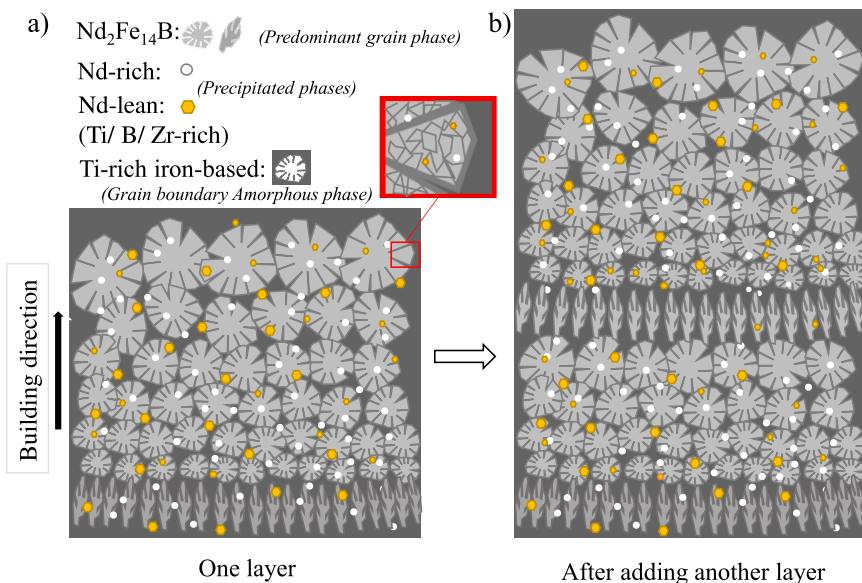 a)
Nd₂Fe₁₄B:
(Predominant grain phase)
Nd-rich:
(Precipitated phases)
Nd-lean:
(Ti/ B/ Zr-rich)
Ti-rich iron-based:
(Grain boundary Amorphous phase)
Building direction
One layer
b)
After adding another layer